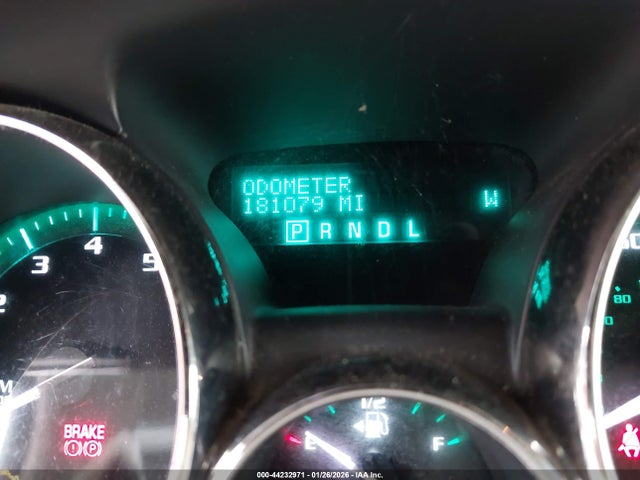 ODOMETER
181079 MI
W
P R N D L
2 3 4 5
80
BRAKE
(!) (P)
1/2
E F
000-44232971 | 01/26/2026 | IAA Inc.